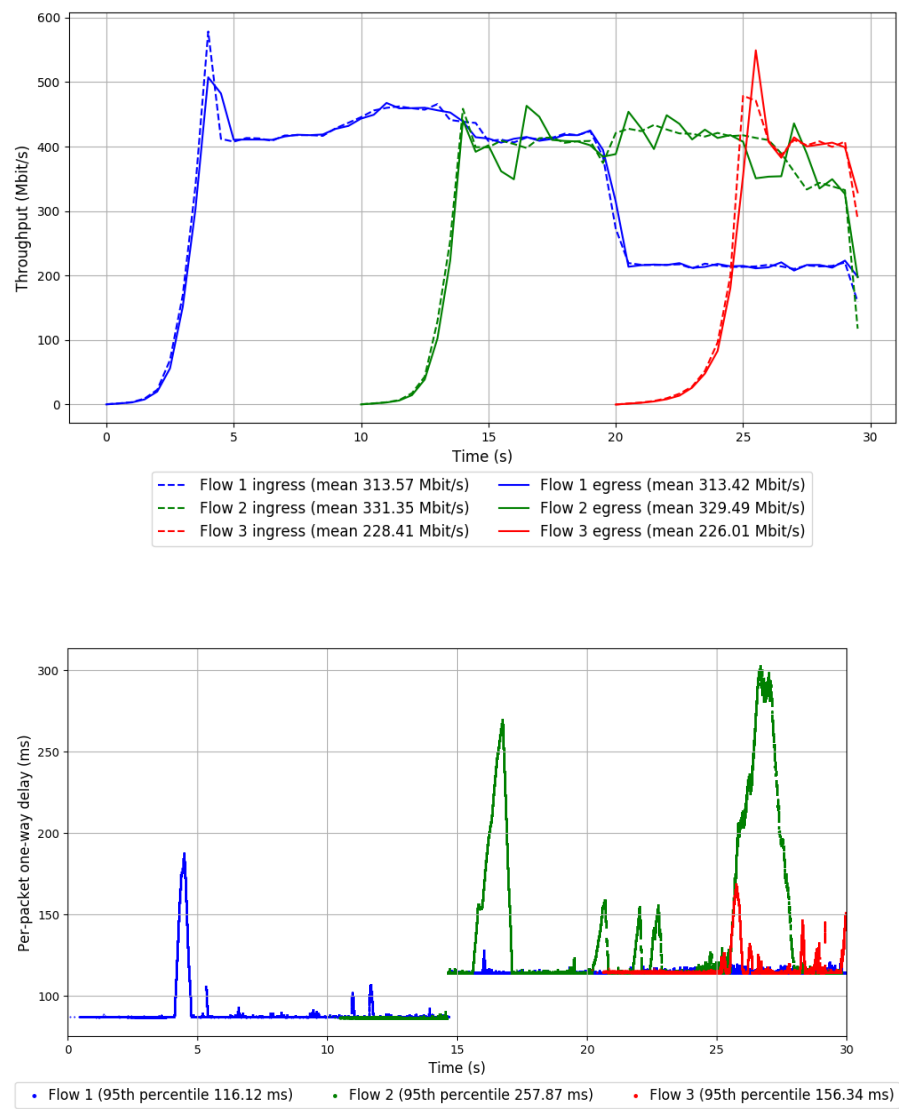 600
500
400
300
200
100
0
Throughput (Mbit/s)
0 5 10 15 20 25 30
Time (s)
Flow 1 ingress (mean 313.57 Mbit/s) Flow 1 egress (mean 313.42 Mbit/s)
Flow 2 ingress (mean 331.35 Mbit/s) Flow 2 egress (mean 329.49 Mbit/s)
Flow 3 ingress (mean 228.41 Mbit/s) Flow 3 egress (mean 226.01 Mbit/s)
300
250
200
150
100
Per-packet one-way delay (ms)
0 5 10 15 20 25 30
Time (s)
Flow 1 (95th percentile 116.12 ms) Flow 2 (95th percentile 257.87 ms) Flow 3 (95th percentile 156.34 ms)